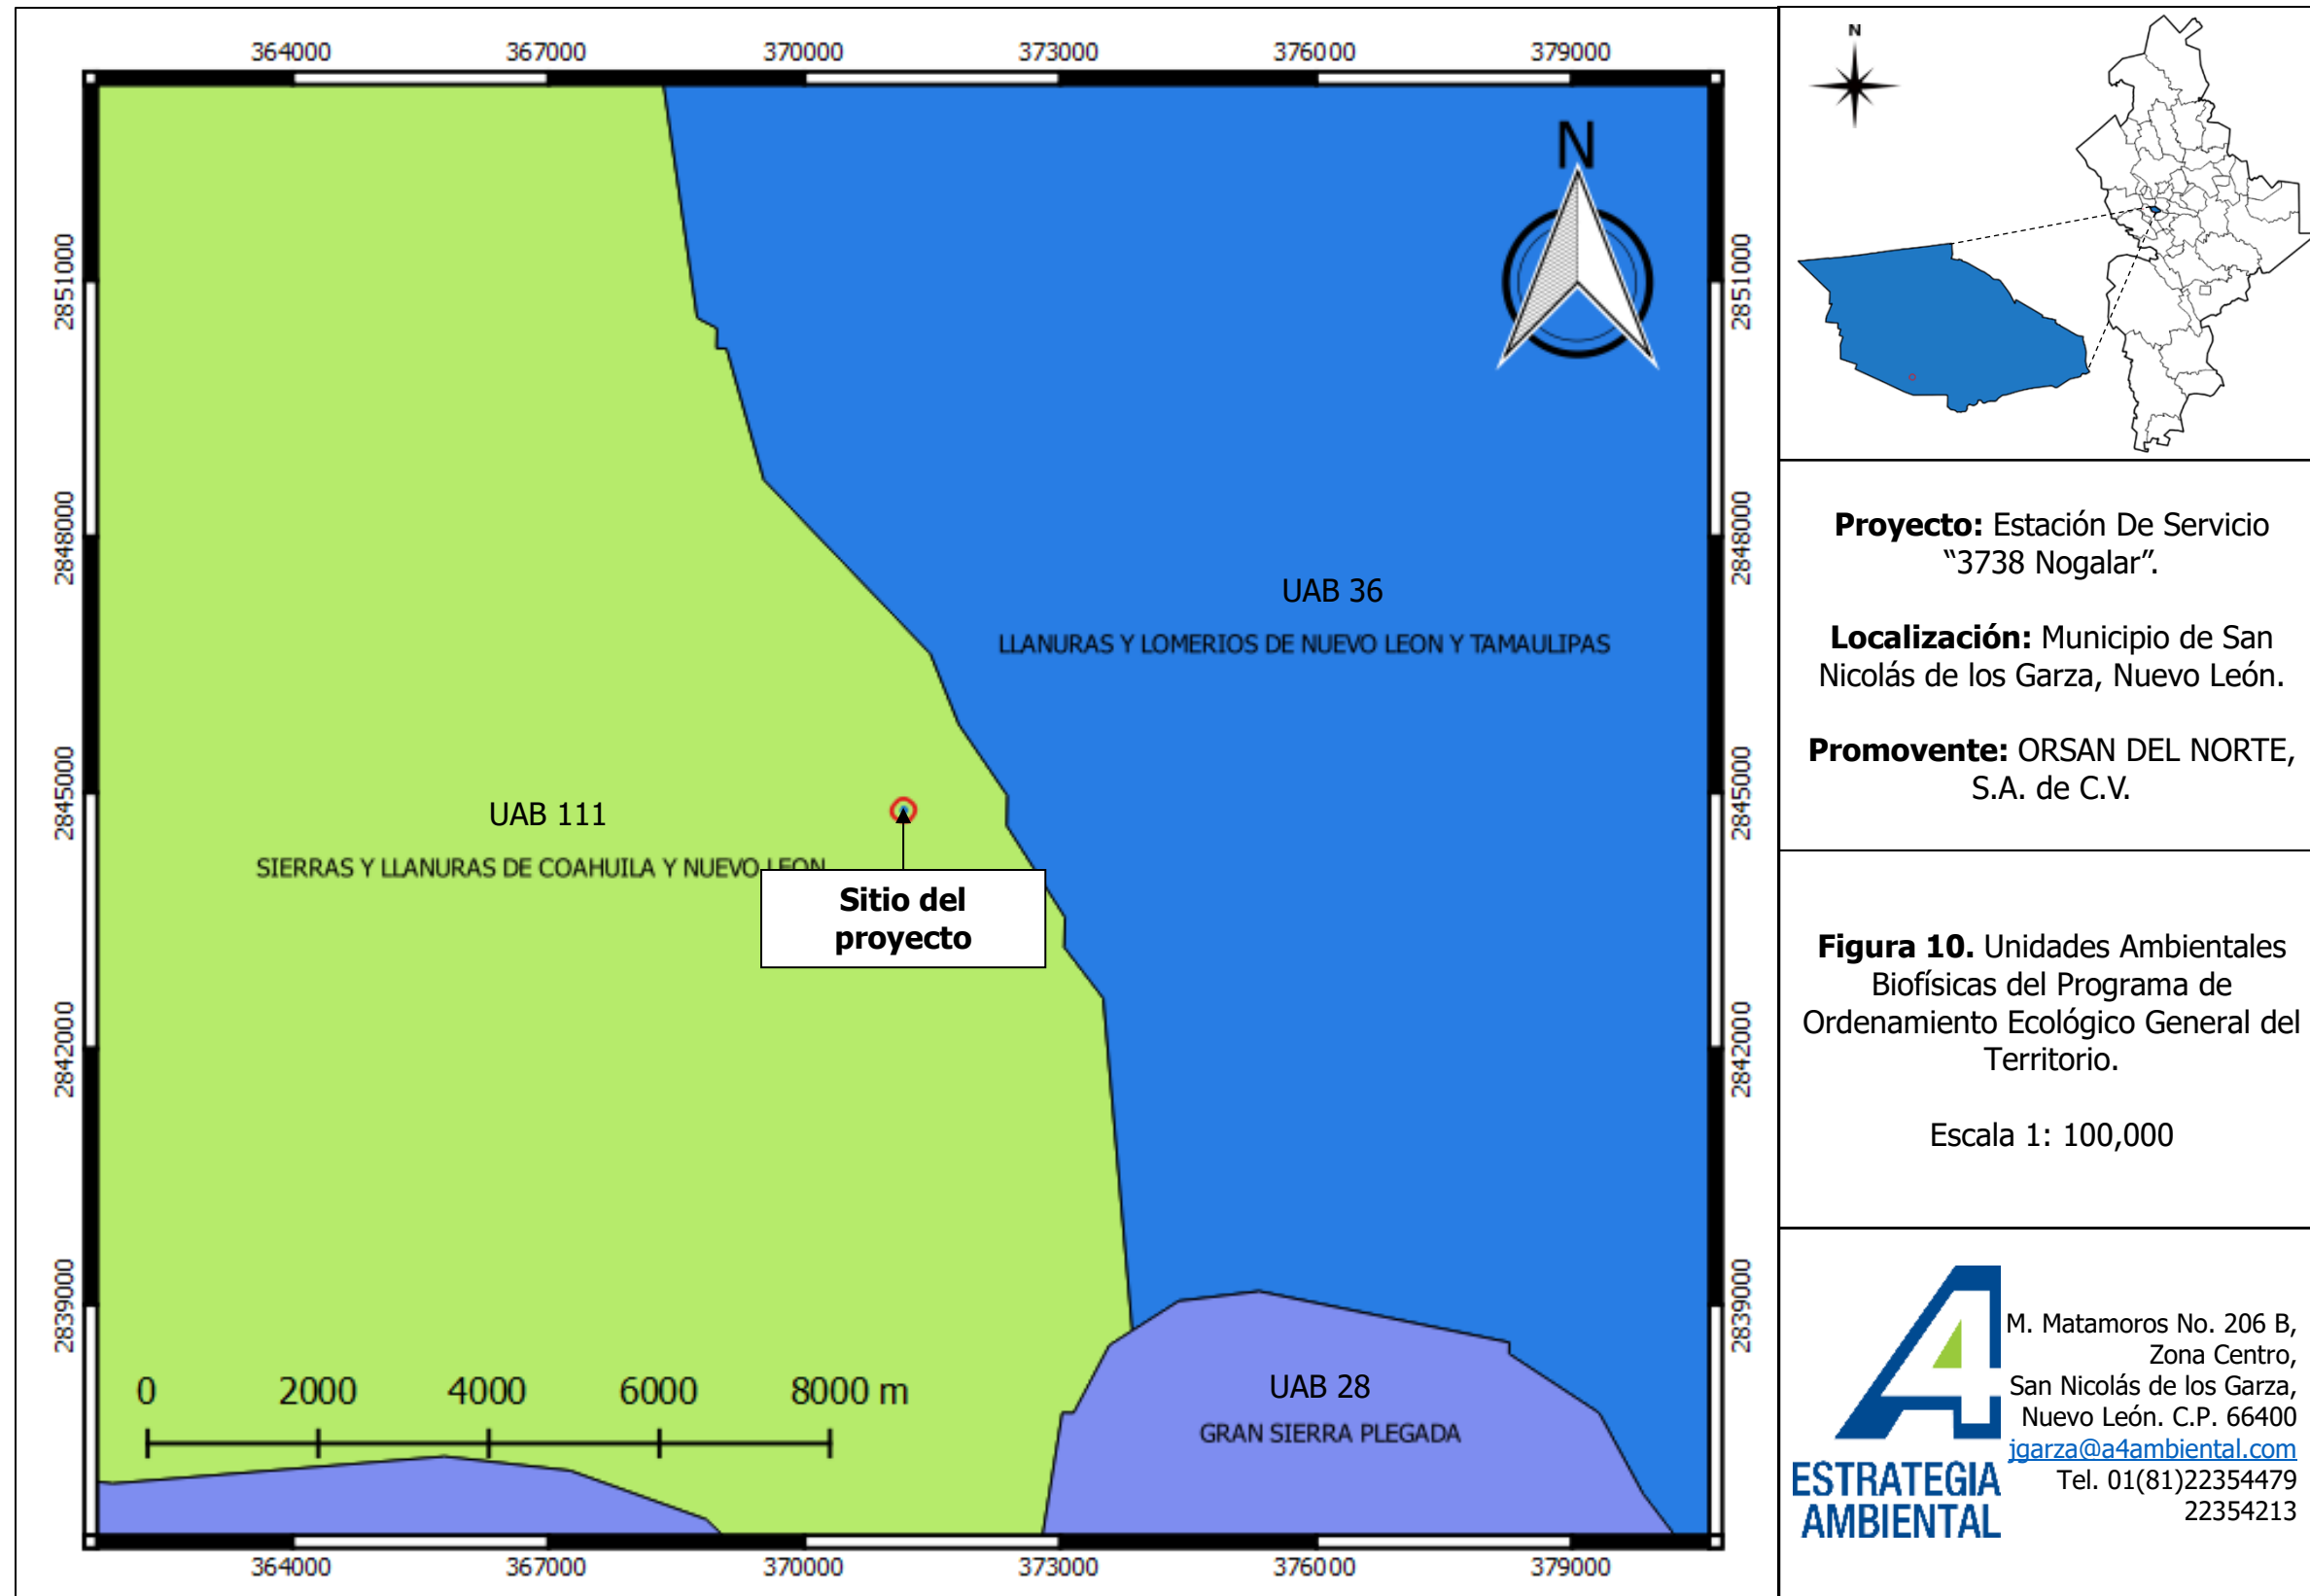 364000 367000 370000 373000 376000 379000
2851000
2848000
2845000
2842000
2839000
N
UAB 36
LLANURAS Y LOMERIOS DE NUEVO LEON Y TAMAULIPAS
UAB 111
SIERRAS Y LLANURAS DE COAHUILA Y NUEVO LEON
Sitio del
proyecto
UAB 28
GRAN SIERRA PLEGADA
0 2000 4000 6000 8000 m
2851000
2848000
2845000
2842000
2839000
364000 367000 370000 373000 376000 379000
N
Proyecto: Estación De Servicio
“3738 Nogalar”.
Localización: Municipio de San
Nicolás de los Garza, Nuevo León.
Promovente: ORSAN DEL NORTE,
S.A. de C.V.
Figura 10. Unidades Ambientales
Biofísicas del Programa de
Ordenamiento Ecológico General del
Territorio.
Escala 1: 100,000
ESTRATEGIA
AMBIENTAL
M. Matamoros No. 206 B,
Zona Centro,
San Nicolás de los Garza,
Nuevo León. C.P. 66400
jgarza@a4ambiental.com
Tel. 01(81)22354479
22354213